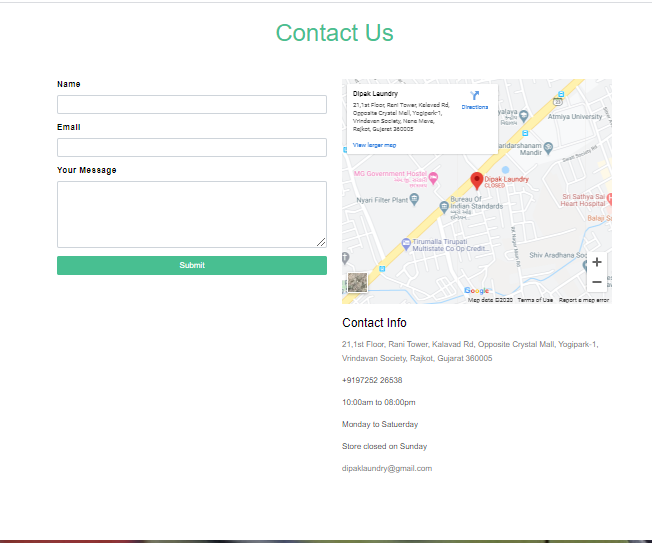 Contact Us
Name
Email
Your Message
Submit
Dipak Laundry
21,1st Floor, Rani Tower, Kalavad Rd,
Opposite Crystal Mall, Yogipark-1,
Vrindavan Society, Nana Mava,
Rajkot, Gujarat 360005
Directions
View larger map
Atmiya University
Mandir
MG Government Hostel
Nyari Filter Plant
Bureau Of
Indian Standards
Dipak Laundry
CLOSED
Sri Sathya Sai
Heart Hospital
Balaji
Tirumalla Tirupati
Multistate Co Op Credit...
Shiv Aradhana Soc
Google
Map data ©2020 Terms of Use Report a map error
Contact Info
21,1st Floor, Rani Tower, Kalavad Rd, Opposite Crystal Mall, Yogipark-1,
Vrindavan Society, Rajkot, Gujarat 360005
+9197252 26538
10:00am to 08:00pm
Monday to Satuerday
Store closed on Sunday
dipaklaundry@gmail.com